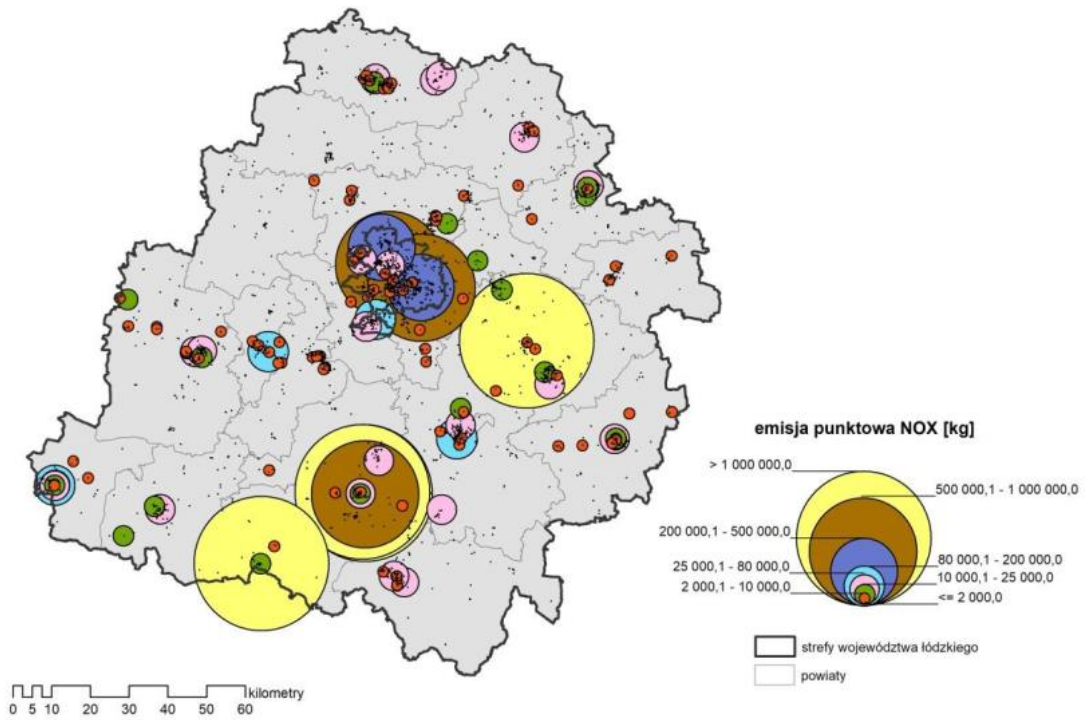 emisja punktowa NOX [kg]
> 1 000 000,0
500 000,1 - 1 000 000,0
200 000,1 - 500 000,0
80 000,1 - 200 000,0
25 000,1 - 80 000,0
10 000,1 - 25 000,0
2 000,1 - 10 000,0
<= 2 000,0
strefy województwa łódzkiego
powiaty
kilometry
0 2,5 5 10 20 30 40 50 60